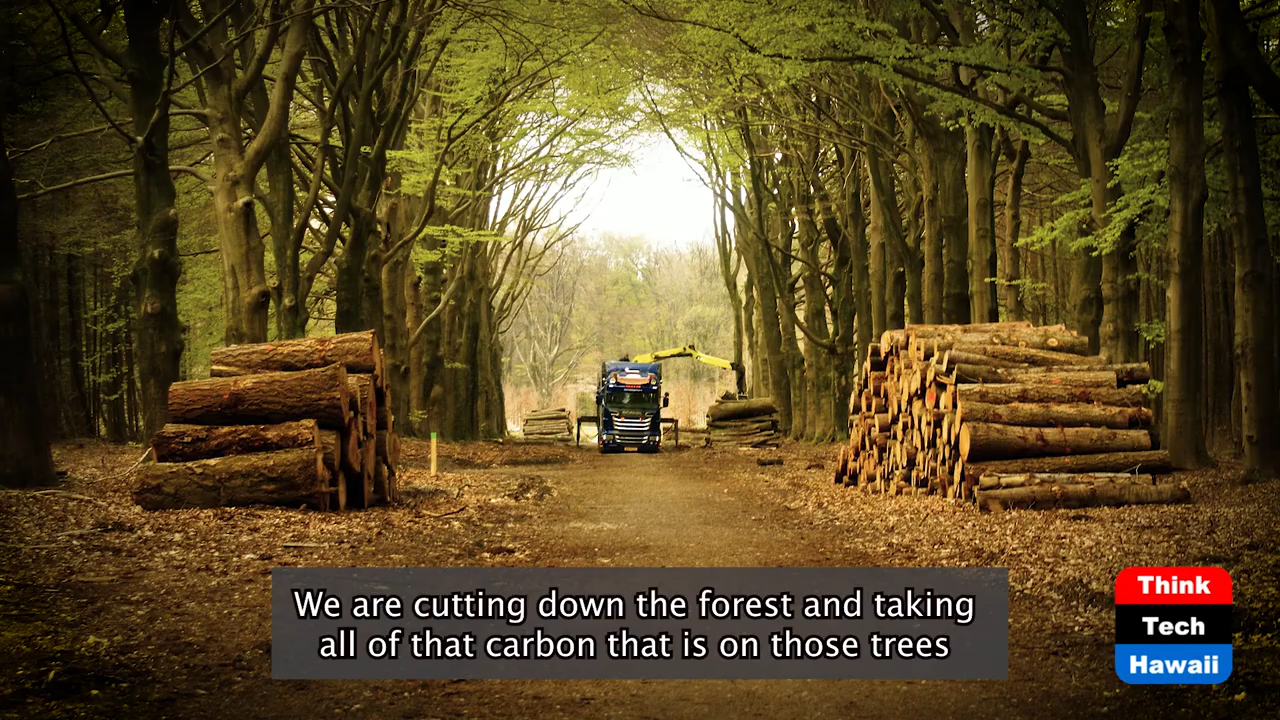 We are cutting down the forest and taking
all of that carbon that is on those trees
Think
Tech
Hawaii